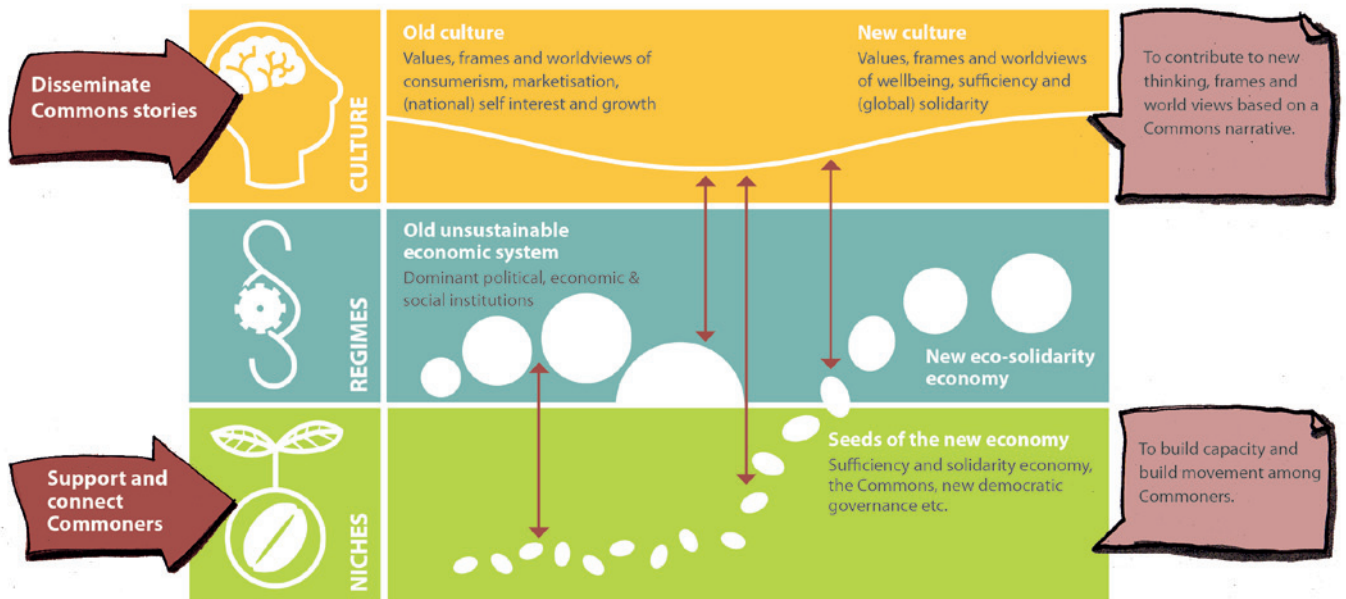 Disseminate
Commons stories
CULTURE
Old culture
Values, frames and worldviews of
consumerism, marketisation,
(national) self interest and growth
New culture
Values, frames and worldviews
of wellbeing, sufficiency and
(global) solidarity
To contribute to new
thinking, frames and
world views based on a
Commons narrative.
REGIMES
Old unsustainable
economic system
Dominant political, economic &
social institutions
New eco-solidarity
economy
Support and
connect
Commoners
NICHES
Seeds of the new economy
Sufficiency and solidarity economy,
the Commons, new democratic
governance etc.
To build capacity and
build movement among
Commoners.